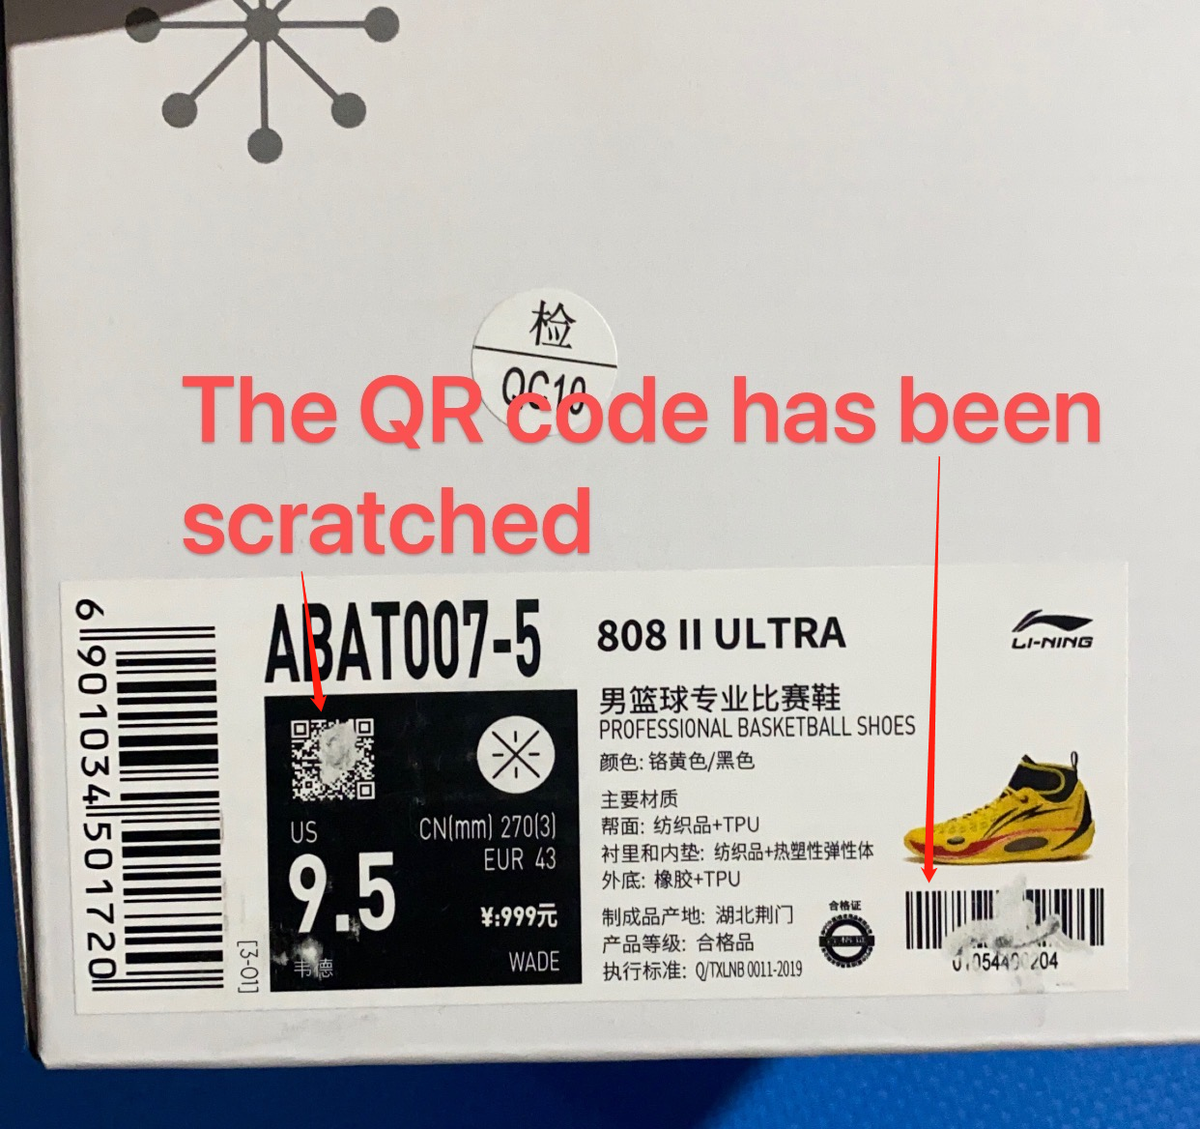 检
QC10
The QR code has been
scratched
6 901034 501720
ABAT007-5
US
9.5
韦德
CN(mm) 270(3)
EUR 43
¥:999元
WADE
[3-01]
808 II ULTRA
LI-NING
男篮球专业比赛鞋
PROFESSIONAL BASKETBALL SHOES
颜色: 铬黄色/黑色
主要材质
帮面: 纺织品+TPU
衬里和内垫: 纺织品+热塑性弹性体
外底: 橡胶+TPU
制成品产地: 湖北荆门
产品等级: 合格品
执行标准: Q/TXLNB 0011-2019
合格证